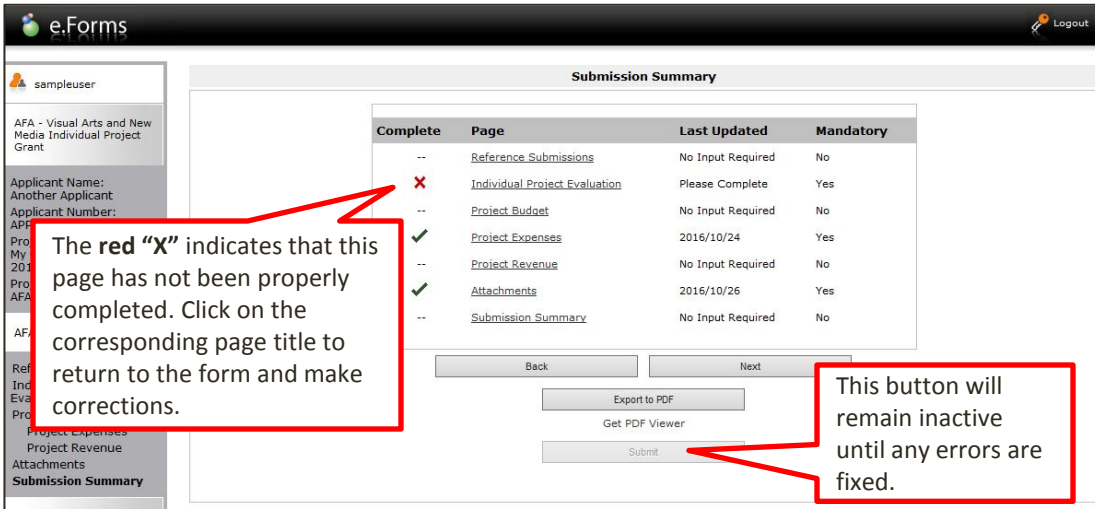 e.Forms
Logout
sampleuser
Submission Summary
AFA - Visual Arts and New
Media Individual Project
Grant
Complete Page Last Updated Mandatory
-- Reference Submissions No Input Required No
Individual Project Evaluation Please Complete Yes
-- Project Budget No Input Required No
Project Expenses 2016/10/24 Yes
-- Project Revenue No Input Required No
Attachments 2016/10/26 Yes
-- Submission Summary No Input Required No
Applicant Name:
Another Applicant
Applicant Number:
My
AFA
The red “X” indicates that this
page has not been properly
completed. Click on the
corresponding page title to
return to the form and make
corrections.
Project Expenses
Project Revenue
Attachments
Submission Summary
Back Next
Export to PDF
Get PDF Viewer
Submit
This button will
remain inactive
until any errors are
fixed.